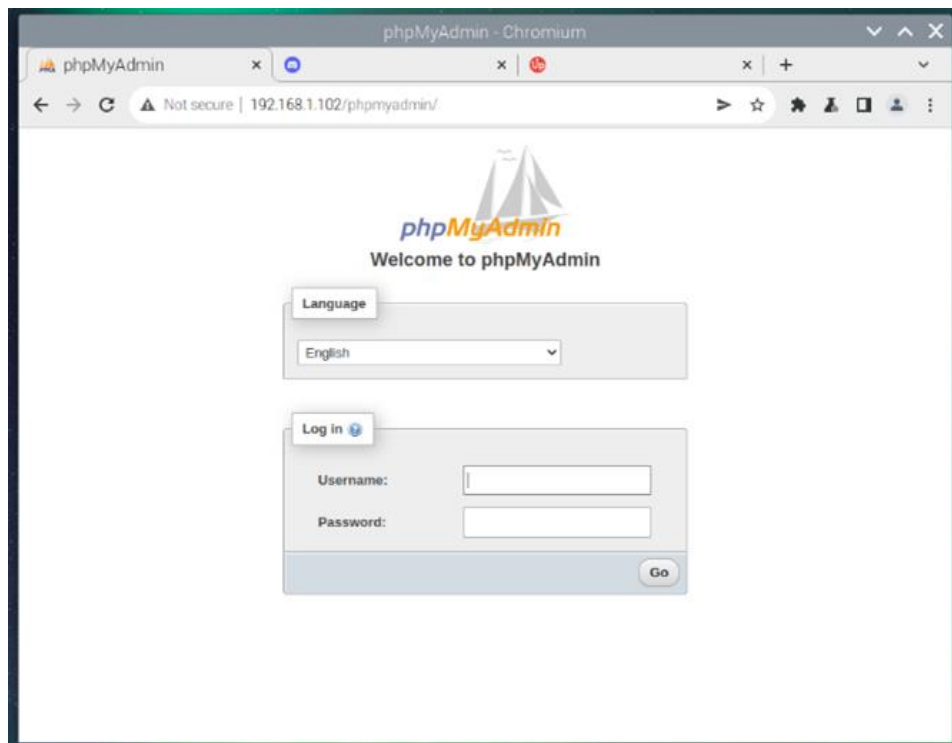 phpMyAdmin - Chromium
phpMyAdmin
Not secure | 192.168.1.102/phpmyadmin/
phpMyAdmin
Welcome to phpMyAdmin
Language
English
Log in
Username:
Password:
Go